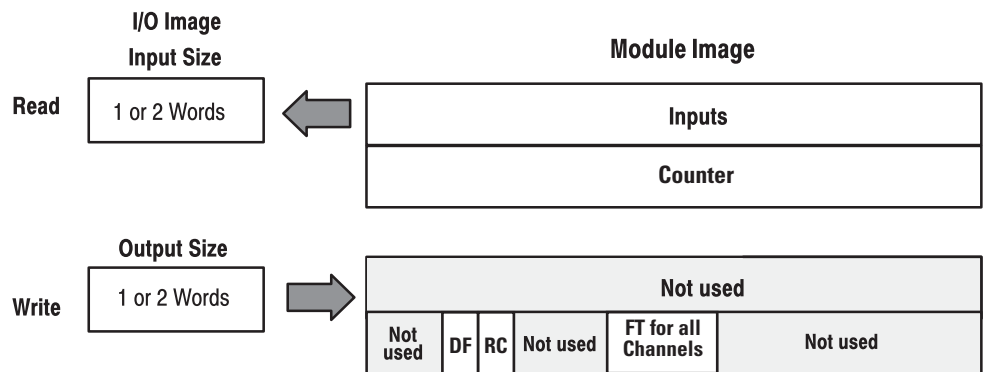 I/O Image
Input Size
Module Image
Read
1 or 2 Words
Inputs
Counter
Output Size
Write
1 or 2 Words
Not used
Not
used
DF
RC
Not used
FT for all
Channels
Not used